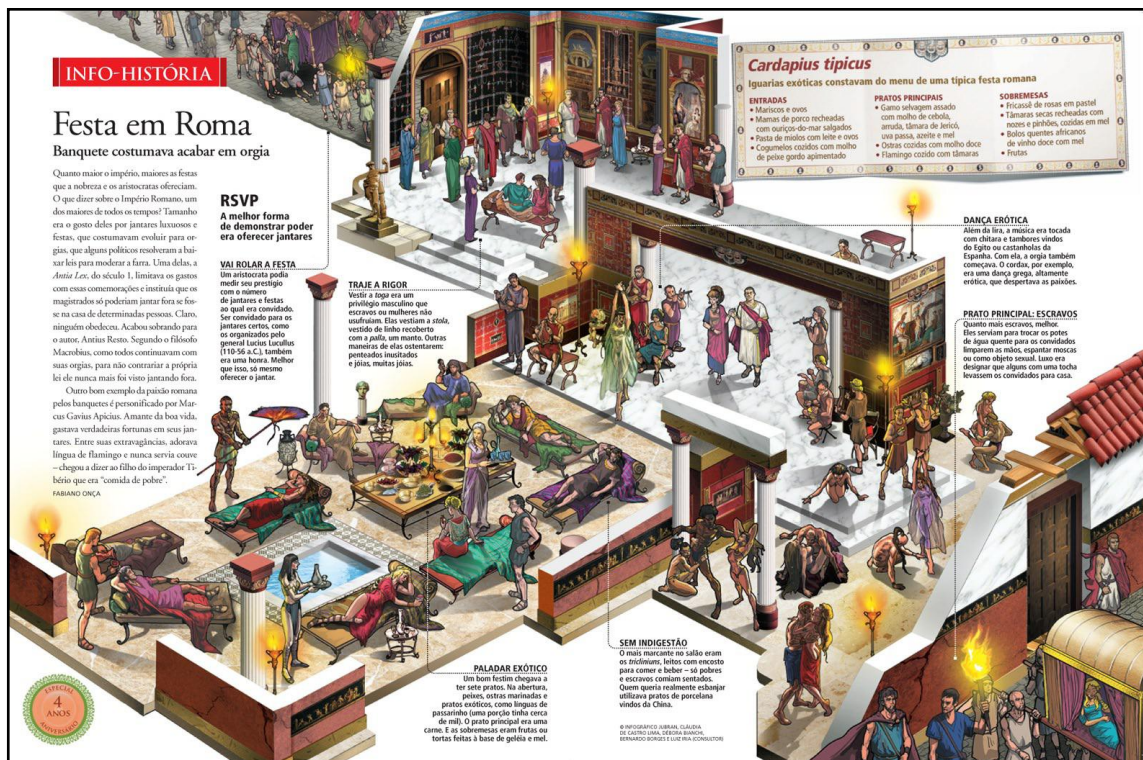 INFO-HISTÓRIA
Festa em Roma
Banquete costumava acabar em orgia
Quanto maior o império, maiores as festas
que a nobreza e os aristocratas ofereciam.
O que dizer sobre o Império Romano, um
dos maiores de todos os tempos? Tamanho
era o gosto deles por jantares luxuosos e
festas, que costumavam evoluir para or-
gias, que alguns políticos resolveram a bai-
xar leis para moderar a farra. Uma delas, a
Antia Lex, do século 1, limitava os gastos
com essas comemorações e instituía que os
magistrados só poderiam jantar fora se fos-
se na casa de determinadas pessoas. Claro,
ninguém obedeceu. Acabou sobrando para
o autor, Antius Resto. Segundo o filósofo
Macrobius, como todos continuavam com
suas orgias, para não contrariar a própria
lei ele nunca mais foi visto jantando fora.
Outro bom exemplo da paixão romana
pelos banquetes é personificado por Mar-
cus Gavius Apicius. Amante da boa vida,
gastava verdadeiras fortunas em seus jan-
tares. Entre suas extravagâncias, adorava
língua de flamingo e nunca servia couve
– chegou a dizer ao filho do imperador Ti-
bério que era “comida de pobre”.
FABIANO ONÇA
ESPECIAL
4
ANOS
ANIVERSÁRIO
RSVP
A melhor forma
de demonstrar poder
era oferecer jantares
VAI ROLAR A FESTA
Um aristocrata podia
medir seu prestígio
com o número
de jantares e festas
ao qual era convidado.
Ser convidado para os
jantares certos, como
os organizados pelo
general Lucius Lucullus
(110-56 a.C.), também
era uma honra. Melhor
que isso, só mesmo
oferecer o jantar.
TRAJE A RIGOR
Vestir a toga era um
privilégio masculino que
escravos ou mulheres não
usufruíam. Elas vestiam a stola,
vestido de linho recoberto
com a palla, um manto. Outras
maneiras de elas ostentarem:
penteados inusitados
e jóias, muitas jóias.
Cardapius tipicus
Iguarias exóticas constavam do menu de uma típica festa romana
ENTRADAS
• Mariscos e ovos
• Mamas de porco recheadas
com ouriços-do-mar salgados
• Pasta de miolos com leite e ovos
• Cogumelos cozidos com molho
de peixe gordo apimentado
PRATOS PRINCIPAIS
• Gamo selvagem assado
com molho de cebola,
arruda, tâmara de Jericó,
uva passa, azeite e mel
• Ostras cozidas com molho doce
• Flamingo cozido com tâmaras
SOBREMESAS
• Fricassê de rosas em pastel
• Tâmaras secas recheadas com
nozes e pinhões, cozidas em mel
• Bolos quentes africanos
de vinho doce com mel
• Frutas
DANÇA ERÓTICA
Além da lira, a música era tocada
com chitara e tambores vindos
do Egito ou castanholas da
Espanha. Com ela, a orgia também
começava. O cordax, por exemplo,
era uma dança grega, altamente
erótica, que despertava as paixões.
PRATO PRINCIPAL: ESCRAVOS
Quanto mais escravos, melhor.
Eles serviam para trocar os potes
de água quente para os convidados
limparem as mãos, espantar moscas
ou como objeto sexual. Luxo era
designar que alguns com uma tocha
levassem os convidados para casa.
PALADAR EXÓTICO
Um bom festim chegava a
ter sete pratos. Na abertura,
peixes, ostras marinadas e
pratos exóticos, como línguas de
passarinho (uma porção tinha cerca
de mil). O prato principal era uma
carne. E as sobremesas eram frutas ou
tortas feitas à base de geléia e mel.
SEM INDIGESTÃO
O mais marcante no salão eram
os tricliniuns, leitos com encosto
para comer e beber – só pobres
e escravos comiam sentados.
Quem queria realmente esbanjar
utilizava pratos de porcelana
vindos da China.
© INFOGRÁFICO JUBRAN, CLÁUDIA
DE CASTRO LIMA, DÉBORA BIANCHI,
BERNARDO BORGES E LUIZ IRIA (CONSULTOR)